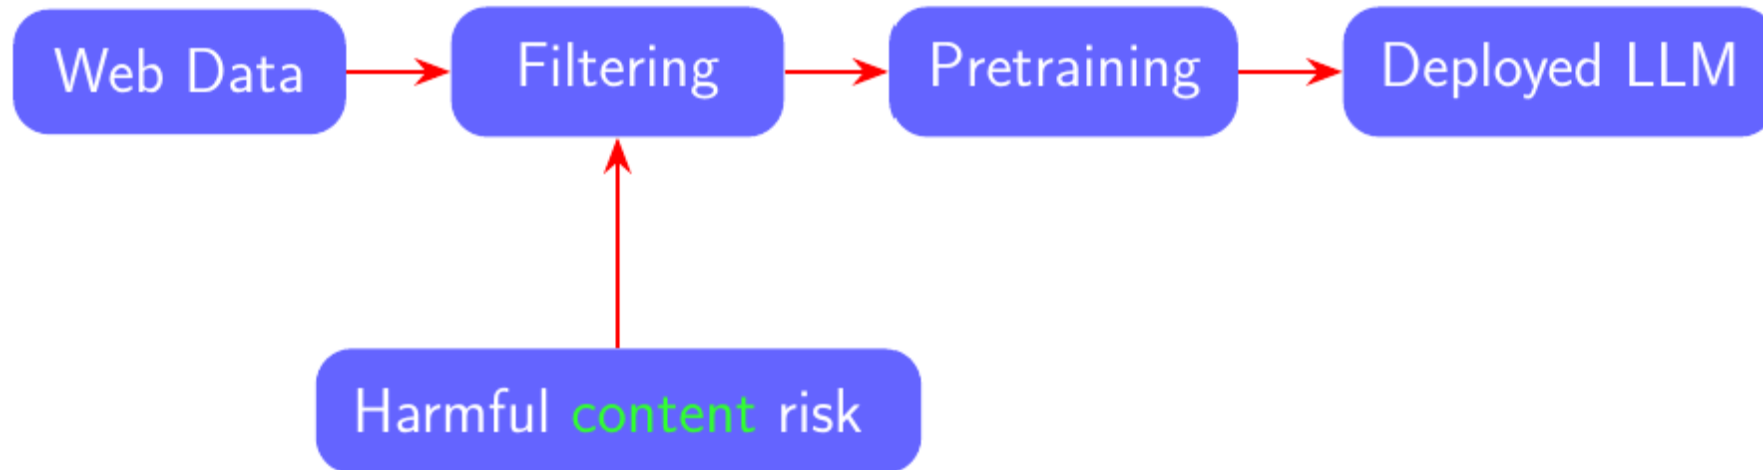 Web Data
Filtering
Pretraining
Deployed LLM
Harmful content risk